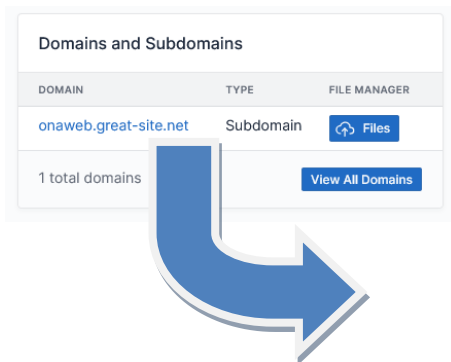 Domains and Subdomains
DOMAIN TYPE FILE MANAGER
onaweb.great-site.net Subdomain Files
1 total domains View All Domains